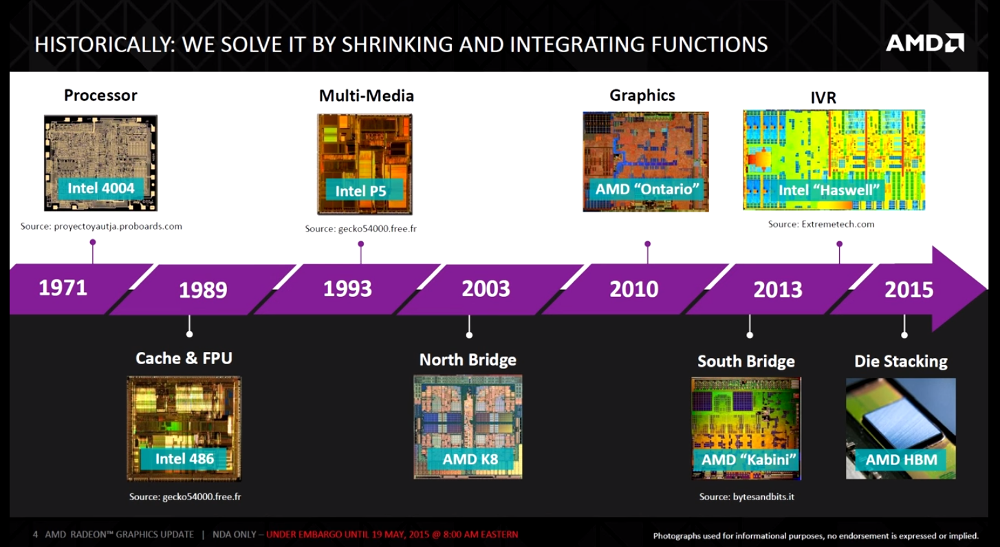 HISTORICALLY: WE SOLVE IT BY SHRINKING AND INTEGRATING FUNCTIONS
AMD
Processor
Intel 4004
Source: proyectoyautja.proboards.com
Multi-Media
Intel P5
Source: gecko54000.free.fr
Graphics
AMD “Ontario”
IVR
Intel “Haswell”
Source: Extremetech.com
1971
1989
1993
2003
2010
2013
2015
Cache & FPU
Intel 486
Source: gecko54000.free.fr
North Bridge
AMD K8
South Bridge
AMD “Kabini”
Source: bytesandbits.it
Die Stacking
AMD HBM
4 AMD RADEON™ GRAPHICS UPDATE | NDA ONLY – UNDER EMBARGO UNTIL 19 MAY, 2015 @ 8:00 AM EASTERN
Photographs used for informational purposes, no endorsement is expressed or implied.